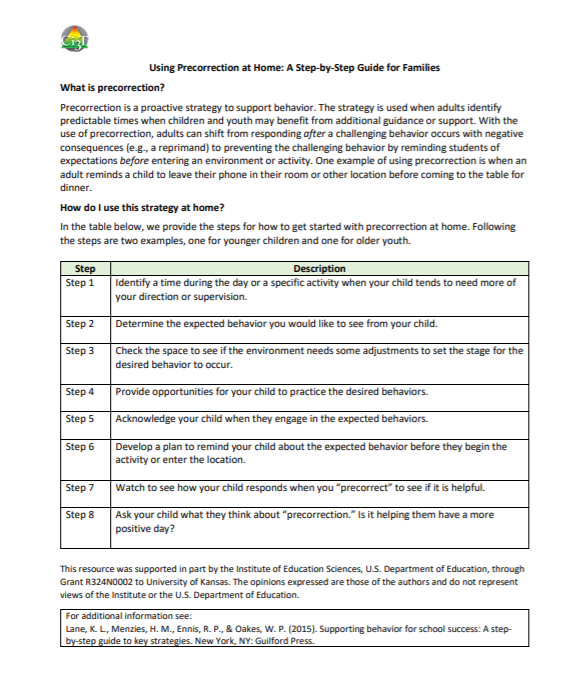 Using Precorrection at Home: A Step-by-Step Guide for Families
What is precorrection?
Precorrection is a proactive strategy to support behavior. The strategy is used when adults identify
predictable times when children and youth may benefit from additional guidance or support. With the
use of precorrection, adults can shift from responding after a challenging behavior occurs with negative
consequences (e.g., a reprimand) to preventing the challenging behavior by reminding students of
expectations before entering an environment or activity. One example of using precorrection is when an
adult reminds a child to leave their phone in their room or other location before coming to the table for
dinner.
How do I use this strategy at home?
In the table below, we provide the steps for how to get started with precorrection at home. Following
the steps are two examples, one for younger children and one for older youth.
Step Description
Step 1 Identify a time during the day or a specific activity when your child tends to need more of
your direction or supervision.
Step 2 Determine the expected behavior you would like to see from your child.
Step 3 Check the space to see if the environment needs some adjustments to set the stage for the
desired behavior to occur.
Step 4 Provide opportunities for your child to practice the desired behaviors.
Step 5 Acknowledge your child when they engage in the expected behaviors.
Step 6 Develop a plan to remind your child about the expected behavior before they begin the
activity or enter the location.
Step 7 Watch to see how your child responds when you “precorrect” to see if it is helpful.
Step 8 Ask your child what they think about “precorrection.” Is it helping them have a more
positive day?
This resource was supported in part by the Institute of Education Sciences, U.S. Department of Education, through
Grant R324N0002 to University of Kansas. The opinions expressed are those of the authors and do not represent
views of the Institute or the U.S. Department of Education.
For additional information see:
Lane, K. L., Menzies, H. M., Ennis, R. P., & Oakes, W. P. (2015). Supporting behavior for school success: A step-
by-step guide to key strategies. New York, NY: Guilford Press.